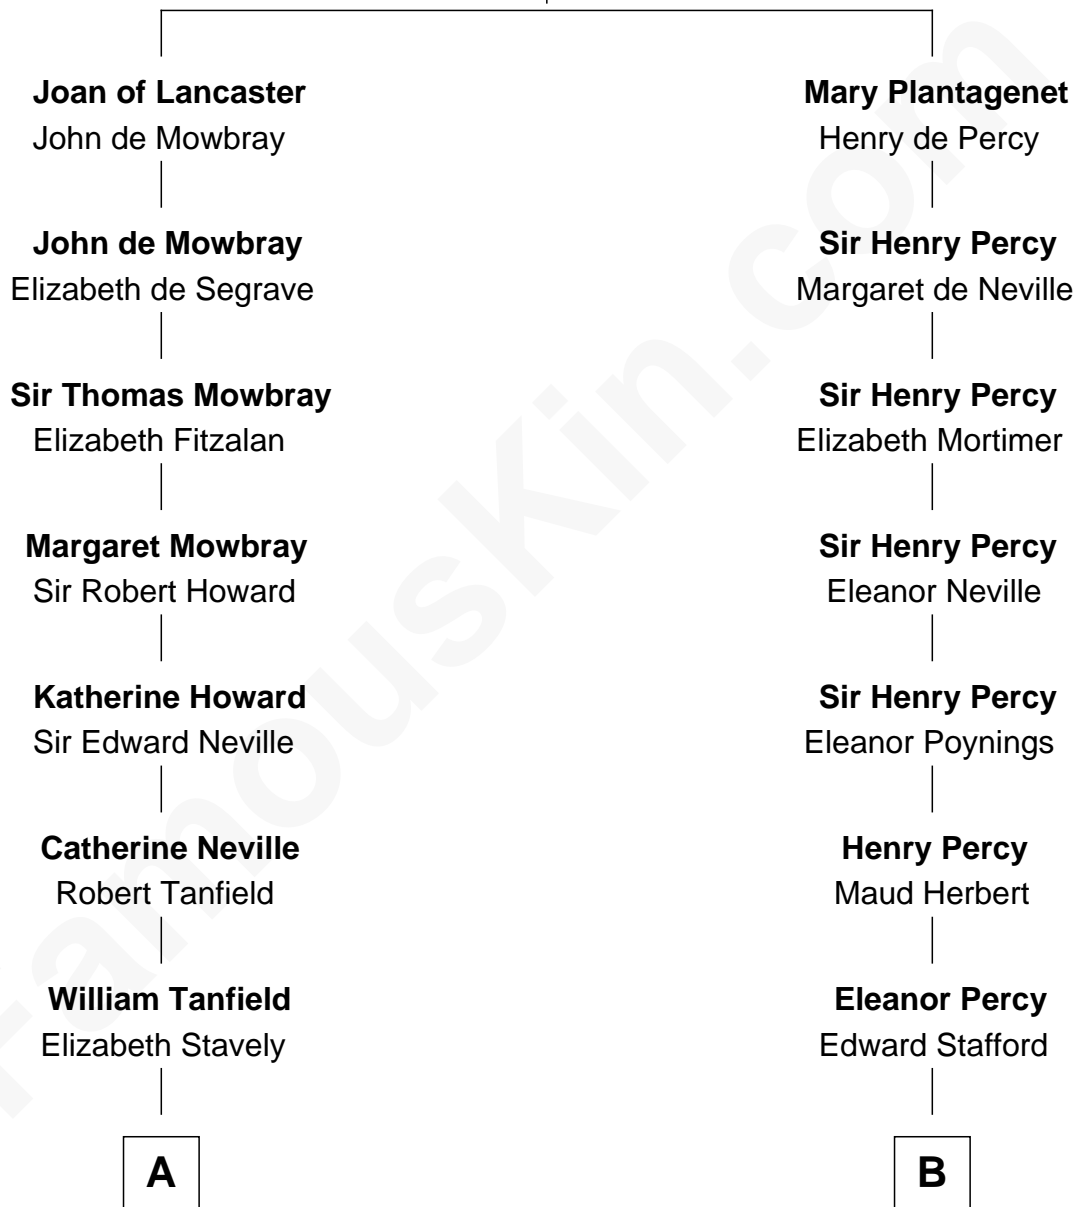 Joan of Lancaster
John de Mowbray
John de Mowbray
Elizabeth de Segrave
Sir Thomas Mowbray
Elizabeth Fitzalan
Margaret Mowbray
Sir Robert Howard
Katherine Howard
Sir Edward Neville
Catherine Neville
Robert Tanfield
William Tanfield
Elizabeth Stavely
A
Mary Plantagenet
Henry de Percy
Sir Henry Percy
Margaret de Neville
Sir Henry Percy
Elizabeth Mortimer
Sir Henry Percy
Eleanor Neville
Sir Henry Percy
Eleanor Poynings
Henry Percy
Maud Herbert
Eleanor Percy
Edward Stafford
B
FamousKin.com